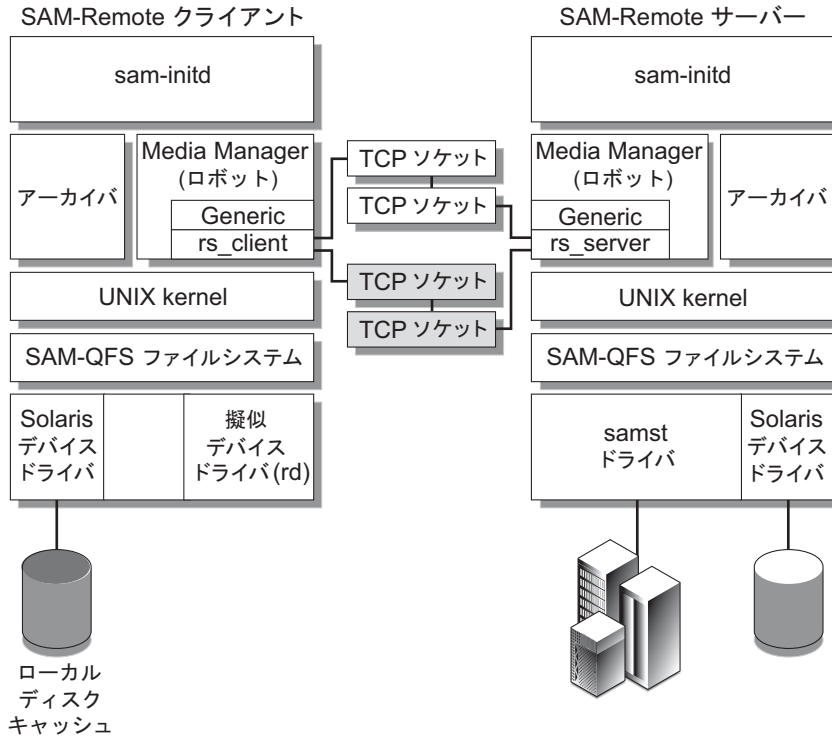 SAM-Remote クライアント
sam-initd
アーカイバ
Media Manager
(ロボット)
Generic
rs_client
UNIX kernel
SAM-QFS ファイルシステム
Solaris
デバイス
ドライバ
擬似
デバイス
ドライバ(rd)
ローカル
ディスク
キャッシュ
TCP ソケット
TCP ソケット
TCP ソケット
TCP ソケット
SAM-Remote サーバー
sam-initd
Media Manager
(ロボット)
Generic
rs_server
アーカイバ
UNIX kernel
SAM-QFS ファイルシステム
samst
ドライバ
Solaris
デバイス
ドライバ